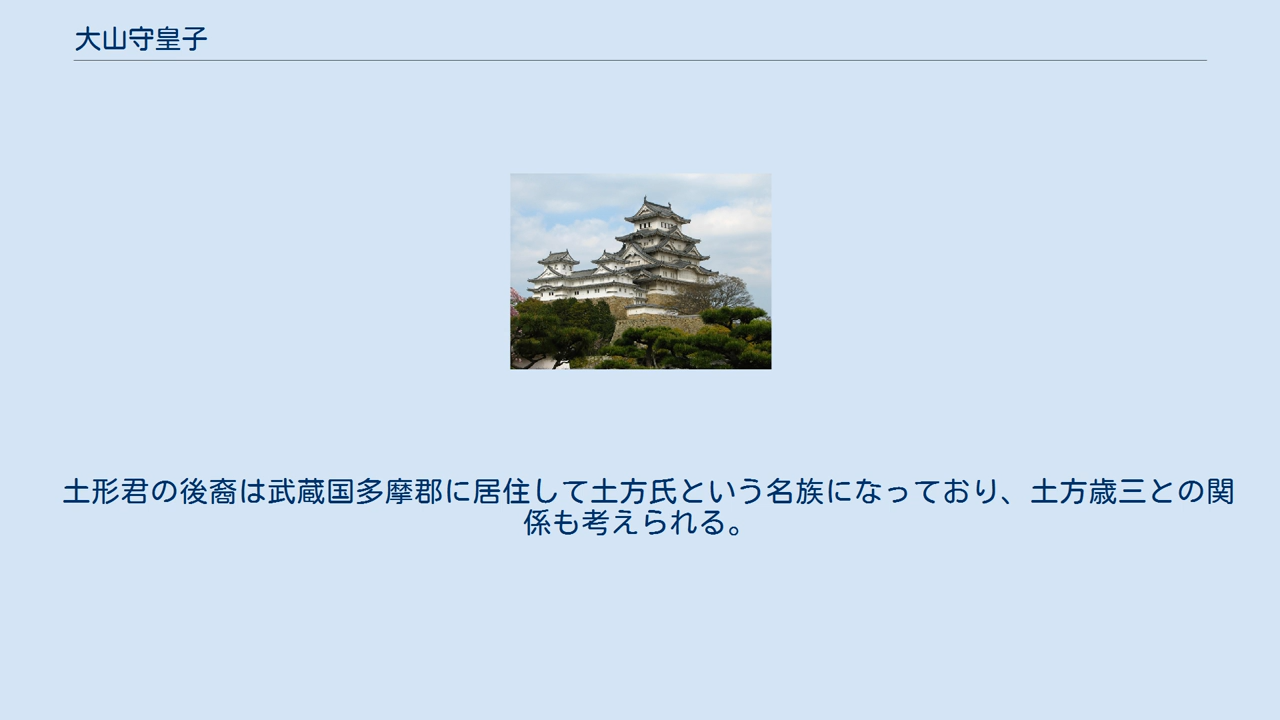 大山守皇子
土形君の後裔は武蔵国多摩郡に居住して土方氏という名族になっており、土方歳三との関
係も考えられる。